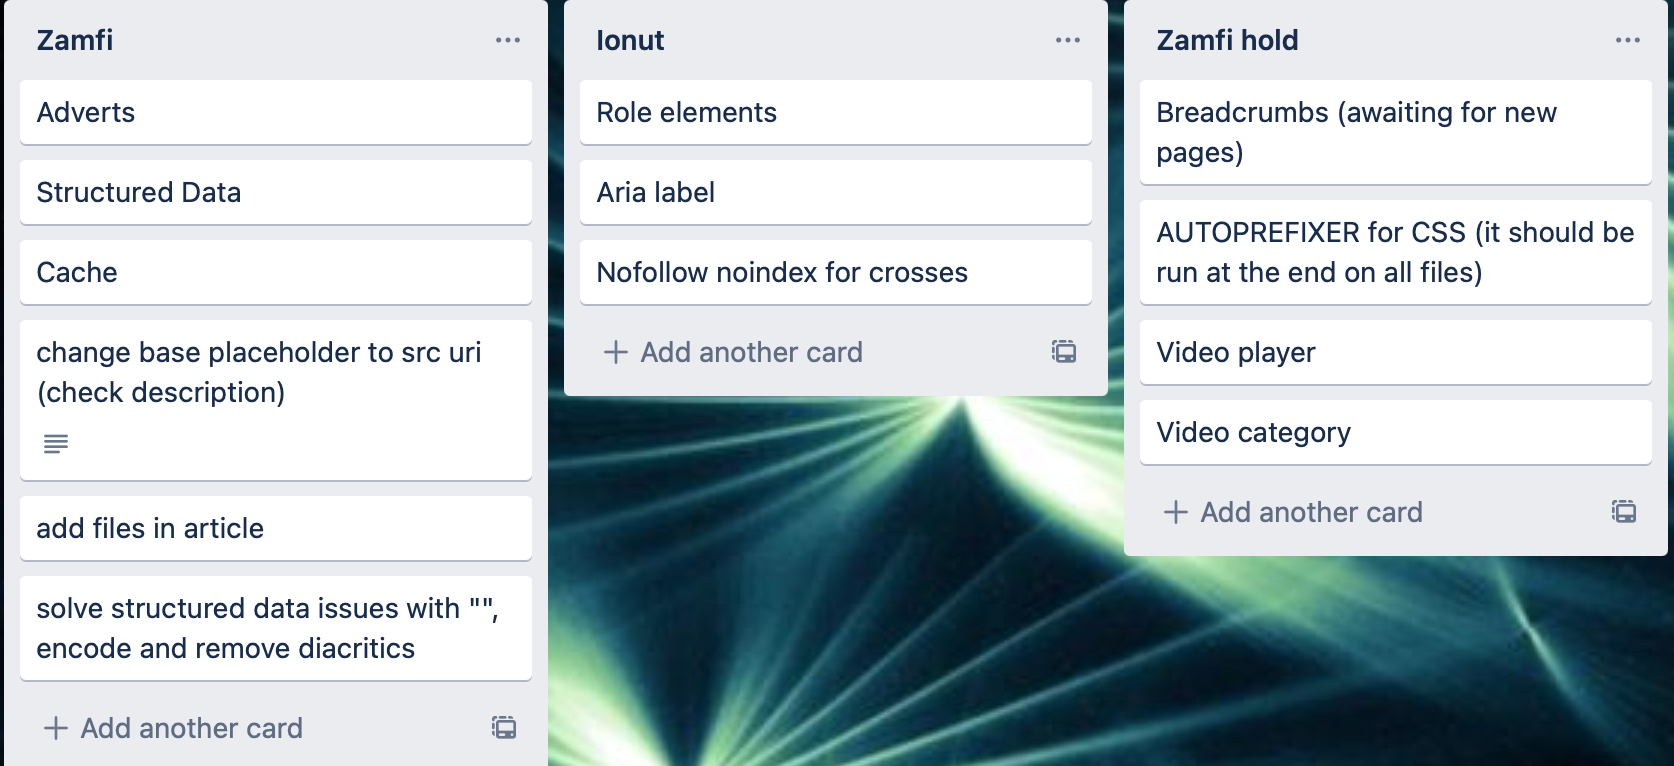 Zamfi
Adverts
Structured Data
Cache
change base placeholder to src uri
(check description)
add files in article
solve structured data issues with "",
encode and remove diacritics
Add another card
Ionut
Role elements
Aria label
Nofollow noindex for crosses
Add another card
Zamfi hold
Breadcrumbs (awaiting for new
pages)
AUTOPREFIXER for CSS (it should be
run at the end on all files)
Video player
Video category
Add another card